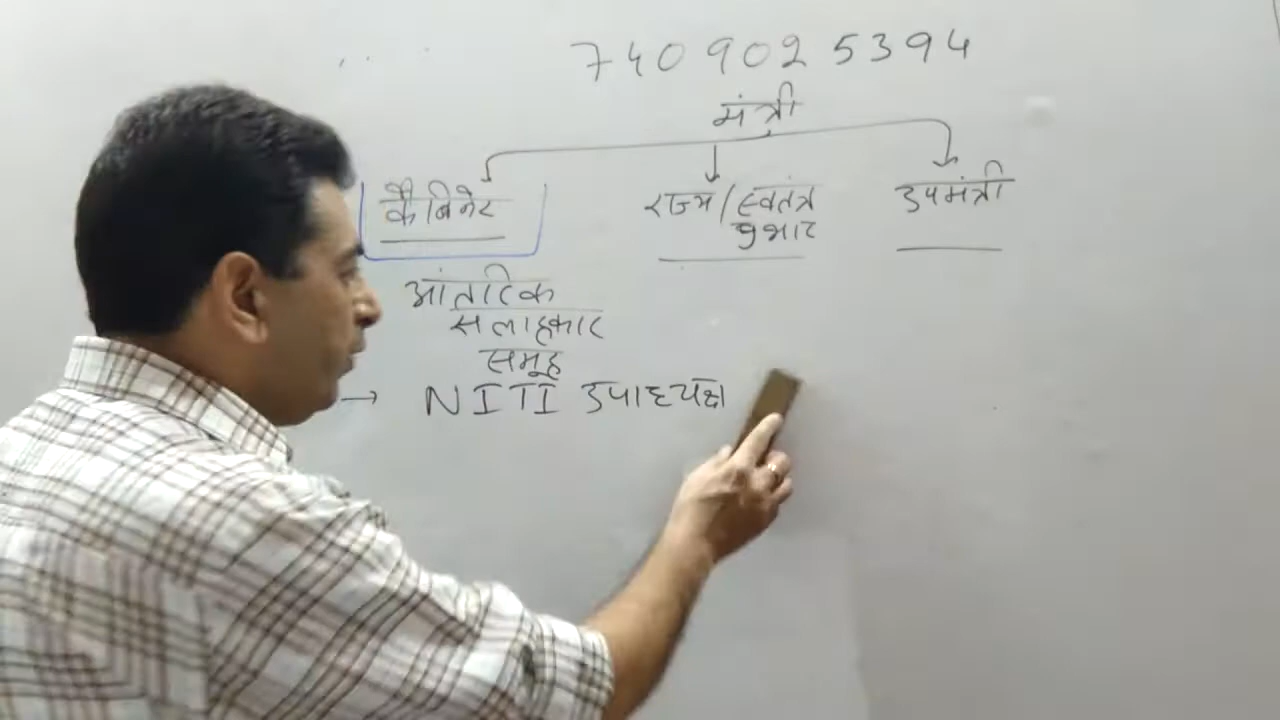 7409025394
मंत्री
कैबिनेट राज्य/स्वतंत्र उपमंत्री
प्रभार
आंतरिक
सलाहकार
समूह
→ NITI उपाध्यक्ष